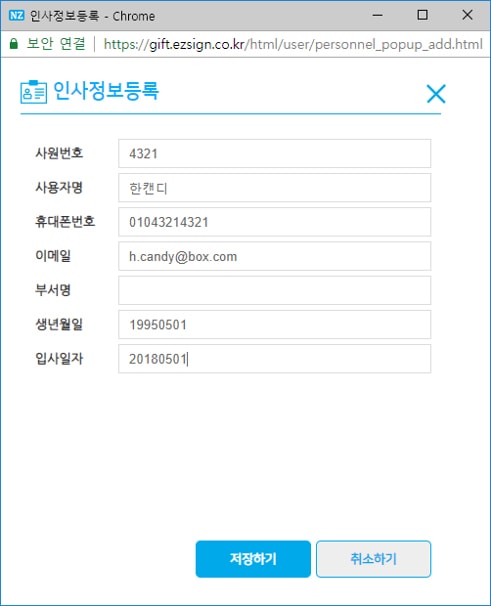 NZ 인사정보등록 - Chrome
보안 연결 | https://gift.ezsign.co.kr/html/user/personnel_popup_add.html
인사정보등록
사원번호 4321
사용자명 한캔디
휴대폰번호 01043214321
이메일 h.candy@box.com
부서명
생년월일 19950501
입사일자 20180501
저장하기 취소하기